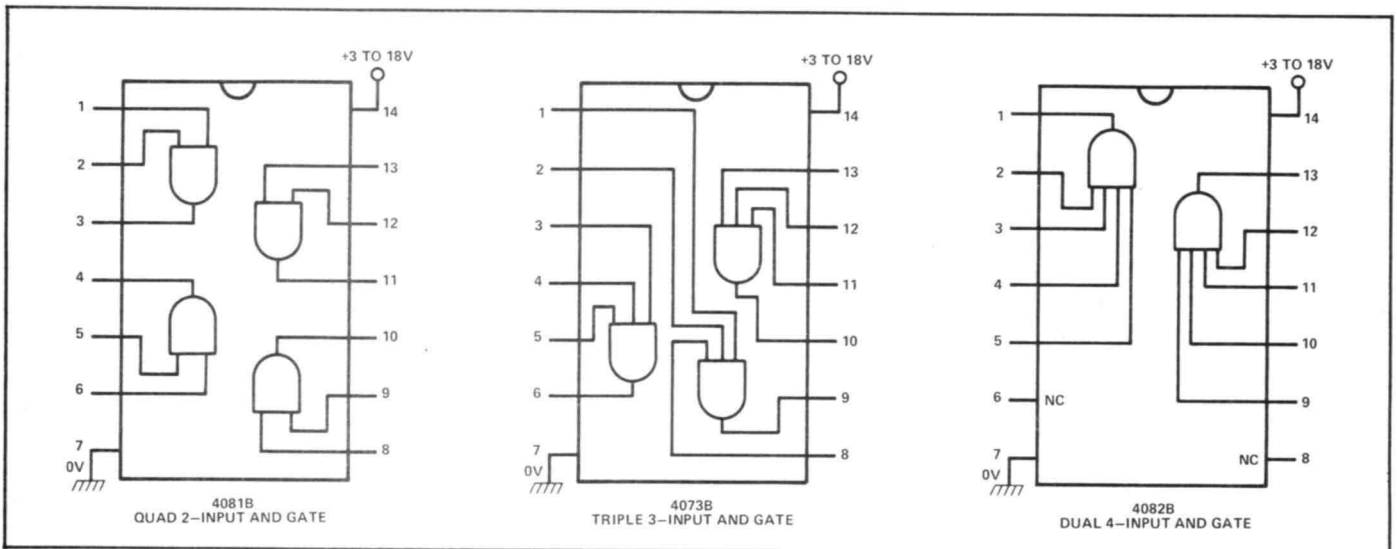 +3 TO 18V
1
2
3
4
5
6
7
0V
14
13
12
11
10
9
8
4081B
QUAD 2–INPUT AND GATE
+3 TO 18V
1
2
3
4
5
6
7
0V
14
13
12
11
10
9
8
4073B
TRIPLE 3–INPUT AND GATE
+3 TO 18V
1
2
3
4
5
6 NC
7
0V
14
13
12
11
10
9
NC 8
4082B
DUAL 4–INPUT AND GATE